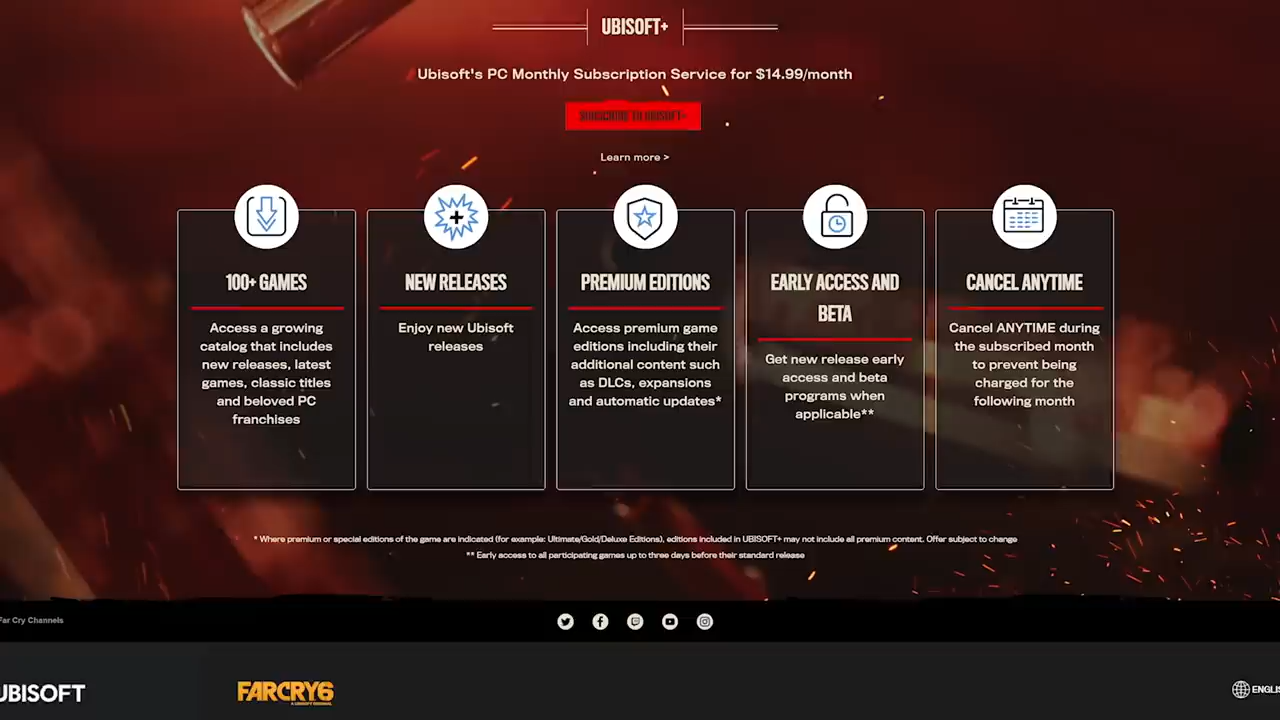 UBISOFT+
Ubisoft's PC Monthly Subscription Service for $14.99/month
SUBSCRIBE TO UBISOFT+
Learn more >
100+ GAMES
Access a growing
catalog that includes
new releases, latest
games, classic titles
and beloved PC
franchises
NEW RELEASES
Enjoy new Ubisoft
releases
PREMIUM EDITIONS
Access premium game
editions including their
additional content such
as DLCs, expansions
and automatic updates*
EARLY ACCESS AND
BETA
Get new release early
access and beta
programs when
applicable**
CANCEL ANYTIME
Cancel ANYTIME during
the subscribed month
to prevent being
charged for the
following month
* Where premium or special editions of the game are indicated (for example: Ultimate/Gold/Deluxe Editions), editions included in UBISOFT+ may not include all premium content. Offer subject to change
** Early access to all participating games up to three days before their standard release
Far Cry Channels
UBISOFT
FARCRY6
A UBISOFT ORIGINAL
ENGLIS